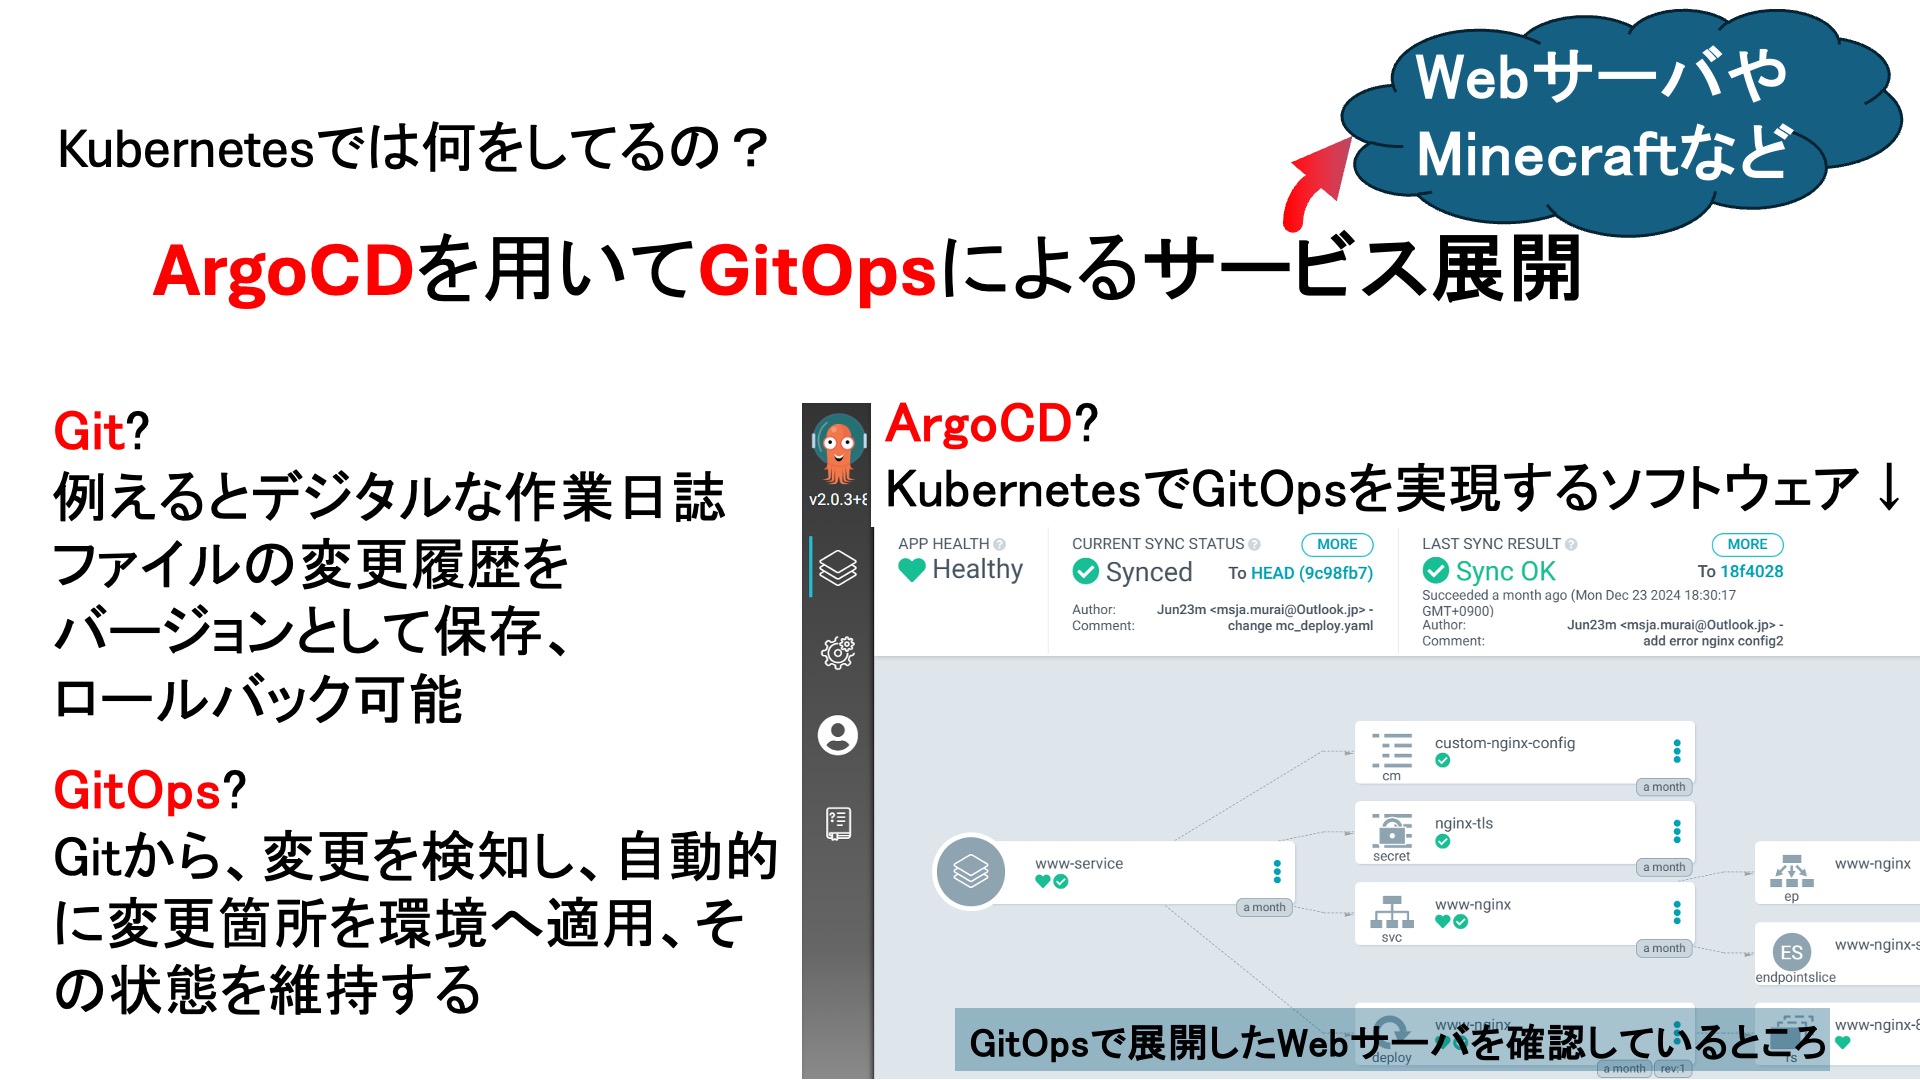 Webサーバや
Minecraftなど
Kubernetesでは何をしてるの？
ArgoCDを用いてGitOpsによるサービス展開
Git?
例えるとデジタルな作業日誌
ファイルの変更履歴を
バージョンとして保存、
ロールバック可能
GitOps?
Gitから、変更を検知し、自動的
に変更箇所を環境へ適用、そ
の状態を維持する
ArgoCD?
KubernetesでGitOpsを実現するソフトウェア↓
v2.0.3+8
APP HEALTH
Healthy
CURRENT SYNC STATUS
MORE
Synced
To HEAD (9c98fb7)
Author: Jun23m <msja.murai@Outlook.jp> -
Comment: change mc_deploy.yaml
LAST SYNC RESULT
MORE
Sync OK
To 18f4028
Succeeded a month ago (Mon Dec 23 2024 18:30:17
GMT+0900)
Author: Jun23m <msja.murai@Outlook.jp> -
Comment: add error nginx config2
www-service
a month
custom-nginx-config
cm
a month
nginx-tls
secret
a month
www-nginx
svc
a month
www-nginx
ep
ES
www-nginx-s
endpointslice
www-nginx
deploy
a month
rev:1
www-nginx-8
rs
GitOpsで展開したWebサーバを確認しているところ